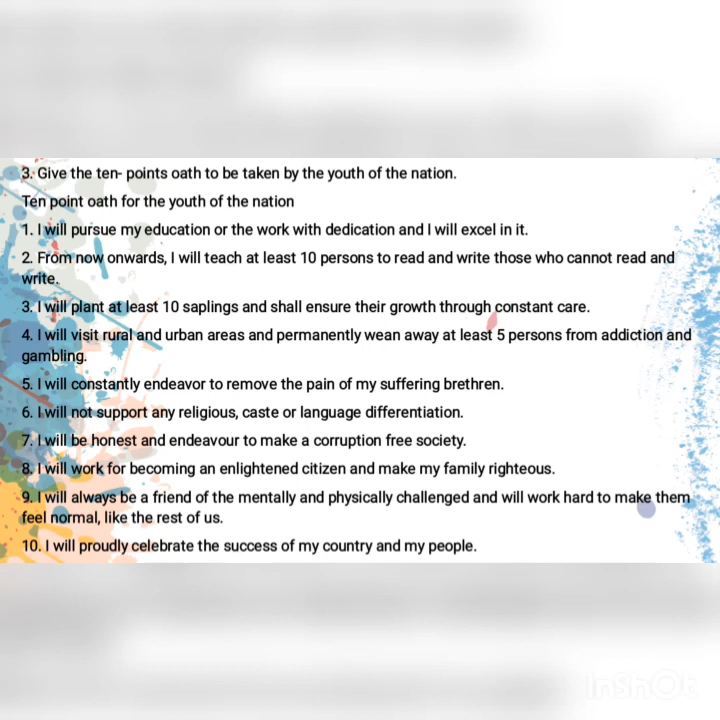 3. Give the ten- points oath to be taken by the youth of the nation.
Ten point oath for the youth of the nation
1. I will pursue my education or the work with dedication and I will excel in it.
2. From now onwards, I will teach at least 10 persons to read and write those who cannot read and
write.
3. I will plant at least 10 saplings and shall ensure their growth through constant care.
4. I will visit rural and urban areas and permanently wean away at least 5 persons from addiction and
gambling.
5. I will constantly endeavor to remove the pain of my suffering brethren.
6. I will not support any religious, caste or language differentiation.
7. I will be honest and endeavour to make a corruption free society.
8. I will work for becoming an enlightened citizen and make my family righteous.
9. I will always be a friend of the mentally and physically challenged and will work hard to make them
feel normal, like the rest of us.
10. I will proudly celebrate the success of my country and my people.
InShOt